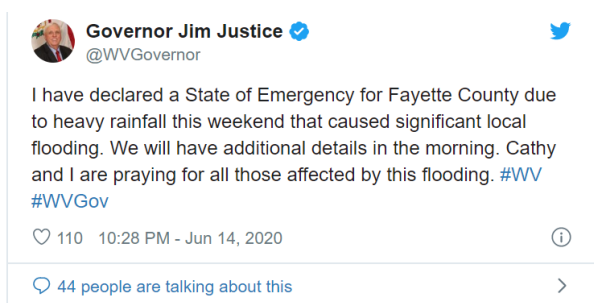 Governor Jim Justice
@WVGovernor
I have declared a State of Emergency for Fayette County due
to heavy rainfall this weekend that caused significant local
flooding. We will have additional details in the morning. Cathy
and I are praying for all those affected by this flooding. #WV
#WVGov
110 10:28 PM - Jun 14, 2020
44 people are talking about this